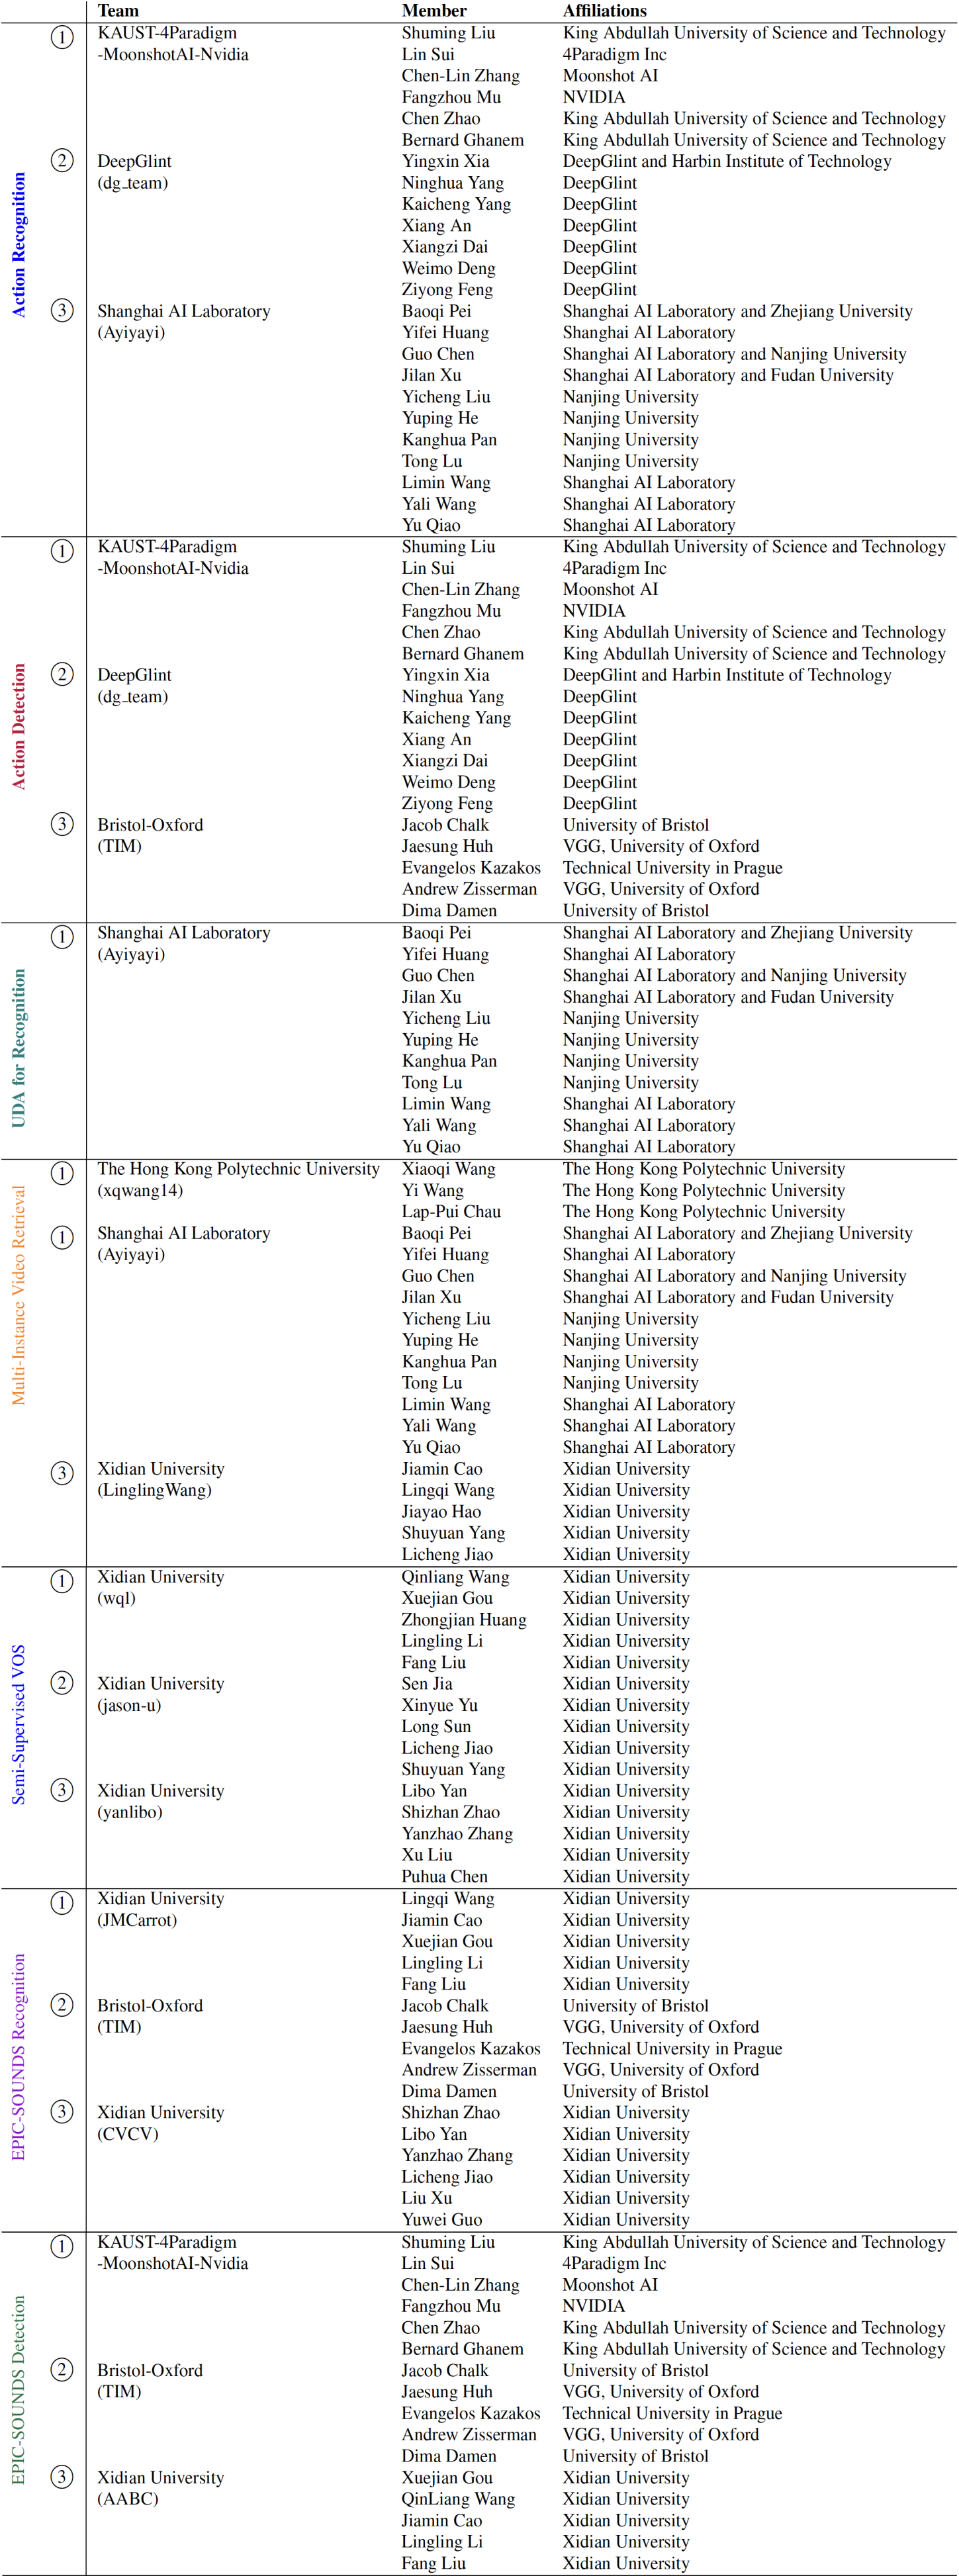 Team Member Affiliations
Action Recognition
1 KAUST-4Paradigm Shuming Liu King Abdullah University of Science and Technology
-MoonshotAI-Nvidia Lin Sui 4Paradigm Inc
Chen-Lin Zhang Moonshot AI
Fangzhou Mu NVIDIA
Chen Zhao King Abdullah University of Science and Technology
Bernard Ghanem King Abdullah University of Science and Technology
2 DeepGlint Yingxin Xia DeepGlint and Harbin Institute of Technology
(dg_team) Ninghua Yang DeepGlint
Kaicheng Yang DeepGlint
Xiang An DeepGlint
Xiangzi Dai DeepGlint
Weimo Deng DeepGlint
Ziyong Feng DeepGlint
3 Shanghai AI Laboratory Baoqi Pei Shanghai AI Laboratory and Zhejiang University
(Ayiyayi) Yifei Huang Shanghai AI Laboratory
Guo Chen Shanghai AI Laboratory and Nanjing University
Jilan Xu Shanghai AI Laboratory and Fudan University
Yicheng Liu Nanjing University
Yuping He Nanjing University
Kanghua Pan Nanjing University
Tong Lu Nanjing University
Limin Wang Shanghai AI Laboratory
Yali Wang Shanghai AI Laboratory
Yu Qiao Shanghai AI Laboratory
Action Detection
1 KAUST-4Paradigm Shuming Liu King Abdullah University of Science and Technology
-MoonshotAI-Nvidia Lin Sui 4Paradigm Inc
Chen-Lin Zhang Moonshot AI
Fangzhou Mu NVIDIA
Chen Zhao King Abdullah University of Science and Technology
Bernard Ghanem King Abdullah University of Science and Technology
2 DeepGlint Yingxin Xia DeepGlint and Harbin Institute of Technology
(dg_team) Ninghua Yang DeepGlint
Kaicheng Yang DeepGlint
Xiang An DeepGlint
Xiangzi Dai DeepGlint
Weimo Deng DeepGlint
Ziyong Feng DeepGlint
3 Bristol-Oxford Jacob Chalk University of Bristol
(TIM) Jaesung Huh VGG, University of Oxford
Evangelos Kazakos Technical University in Prague
Andrew Zisserman VGG, University of Oxford
Dima Damen University of Bristol
UDA for Recognition
1 Shanghai AI Laboratory Baoqi Pei Shanghai AI Laboratory and Zhejiang University
(Ayiyayi) Yifei Huang Shanghai AI Laboratory
Guo Chen Shanghai AI Laboratory and Nanjing University
Jilan Xu Shanghai AI Laboratory and Fudan University
Yicheng Liu Nanjing University
Yuping He Nanjing University
Kanghua Pan Nanjing University
Tong Lu Nanjing University
Limin Wang Shanghai AI Laboratory
Yali Wang Shanghai AI Laboratory
Yu Qiao Shanghai AI Laboratory
Multi-Instance Video Retrieval
1 The Hong Kong Polytechnic University Xiaoqi Wang The Hong Kong Polytechnic University
(xqwang14) Yi Wang The Hong Kong Polytechnic University
Lap-Pui Chau The Hong Kong Polytechnic University
1 Shanghai AI Laboratory Baoqi Pei Shanghai AI Laboratory and Zhejiang University
(Ayiyayi) Yifei Huang Shanghai AI Laboratory
Guo Chen Shanghai AI Laboratory and Nanjing University
Jilan Xu Shanghai AI Laboratory and Fudan University
Yicheng Liu Nanjing University
Yuping He Nanjing University
Kanghua Pan Nanjing University
Tong Lu Nanjing University
Limin Wang Shanghai AI Laboratory
Yali Wang Shanghai AI Laboratory
Yu Qiao Shanghai AI Laboratory
3 Xidian University Jiamin Cao Xidian University
(LinglingWang) Lingqi Wang Xidian University
Jiayao Hao Xidian University
Shuyuan Yang Xidian University
Licheng Jiao Xidian University
Semi-Supervised VOS
1 Xidian University Qinliang Wang Xidian University
(wql) Xuejian Gou Xidian University
Zhongjian Huang Xidian University
Lingling Li Xidian University
Fang Liu Xidian University
2 Xidian University Sen Jia Xidian University
(jason-u) Xinyue Yu Xidian University
Long Sun Xidian University
Licheng Jiao Xidian University
Shuyuan Yang Xidian University
3 Xidian University Libo Yan Xidian University
(yanlibo) Shizhan Zhao Xidian University
Yanzhao Zhang Xidian University
Xu Liu Xidian University
Puhua Chen Xidian University
EPIC-SOUNDS Recognition
1 Xidian University Lingqi Wang Xidian University
(JMCarrot) Jiamin Cao Xidian University
Xuejian Gou Xidian University
Lingling Li Xidian University
Fang Liu Xidian University
2 Bristol-Oxford Jacob Chalk University of Bristol
(TIM) Jaesung Huh VGG, University of Oxford
Evangelos Kazakos Technical University in Prague
Andrew Zisserman VGG, University of Oxford
Dima Damen University of Bristol
3 Xidian University Shizhan Zhao Xidian University
(CVCV) Libo Yan Xidian University
Yanzhao Zhang Xidian University
Licheng Jiao Xidian University
Liu Xu Xidian University
Yuwei Guo Xidian University
EPIC-SOUNDS Detection
1 KAUST-4Paradigm Shuming Liu King Abdullah University of Science and Technology
-MoonshotAI-Nvidia Lin Sui 4Paradigm Inc
Chen-Lin Zhang Moonshot AI
Fangzhou Mu NVIDIA
Chen Zhao King Abdullah University of Science and Technology
Bernard Ghanem King Abdullah University of Science and Technology
2 Bristol-Oxford Jacob Chalk University of Bristol
(TIM) Jaesung Huh VGG, University of Oxford
Evangelos Kazakos Technical University in Prague
Andrew Zisserman VGG, University of Oxford
Dima Damen University of Bristol
3 Xidian University Xuejian Gou Xidian University
(AABC) QinLiang Wang Xidian University
Jiamin Cao Xidian University
Lingling Li Xidian University
Fang Liu Xidian University